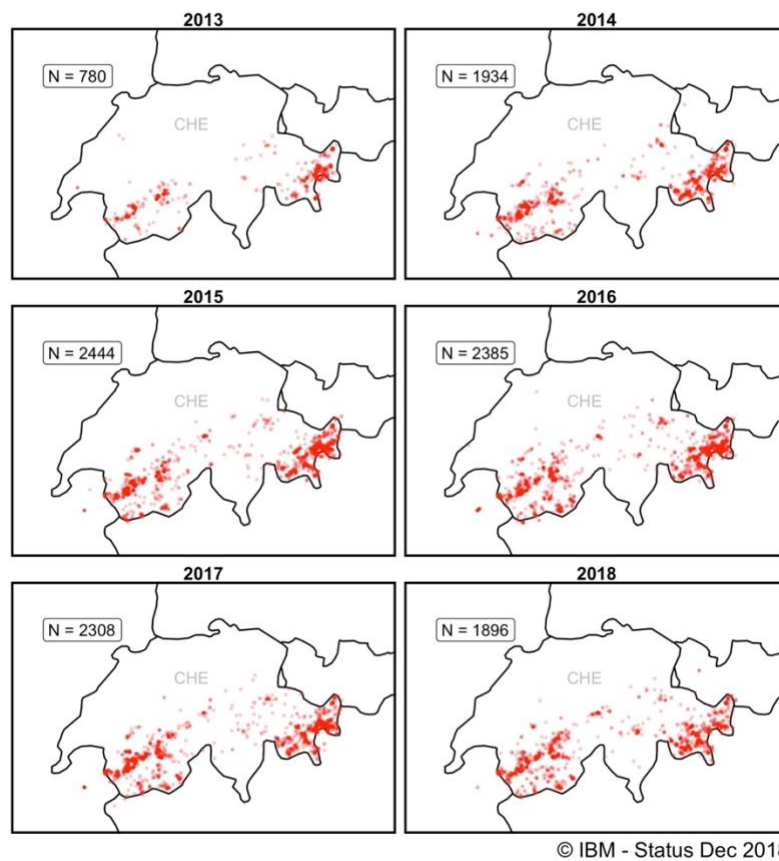 2013
2014
N = 780
N = 1934
CHE
CHE
2015
2016
N = 2444
N = 2385
CHE
CHE
2017
2018
N = 2308
N = 1896
CHE
CHE
© IBM - Status Dec